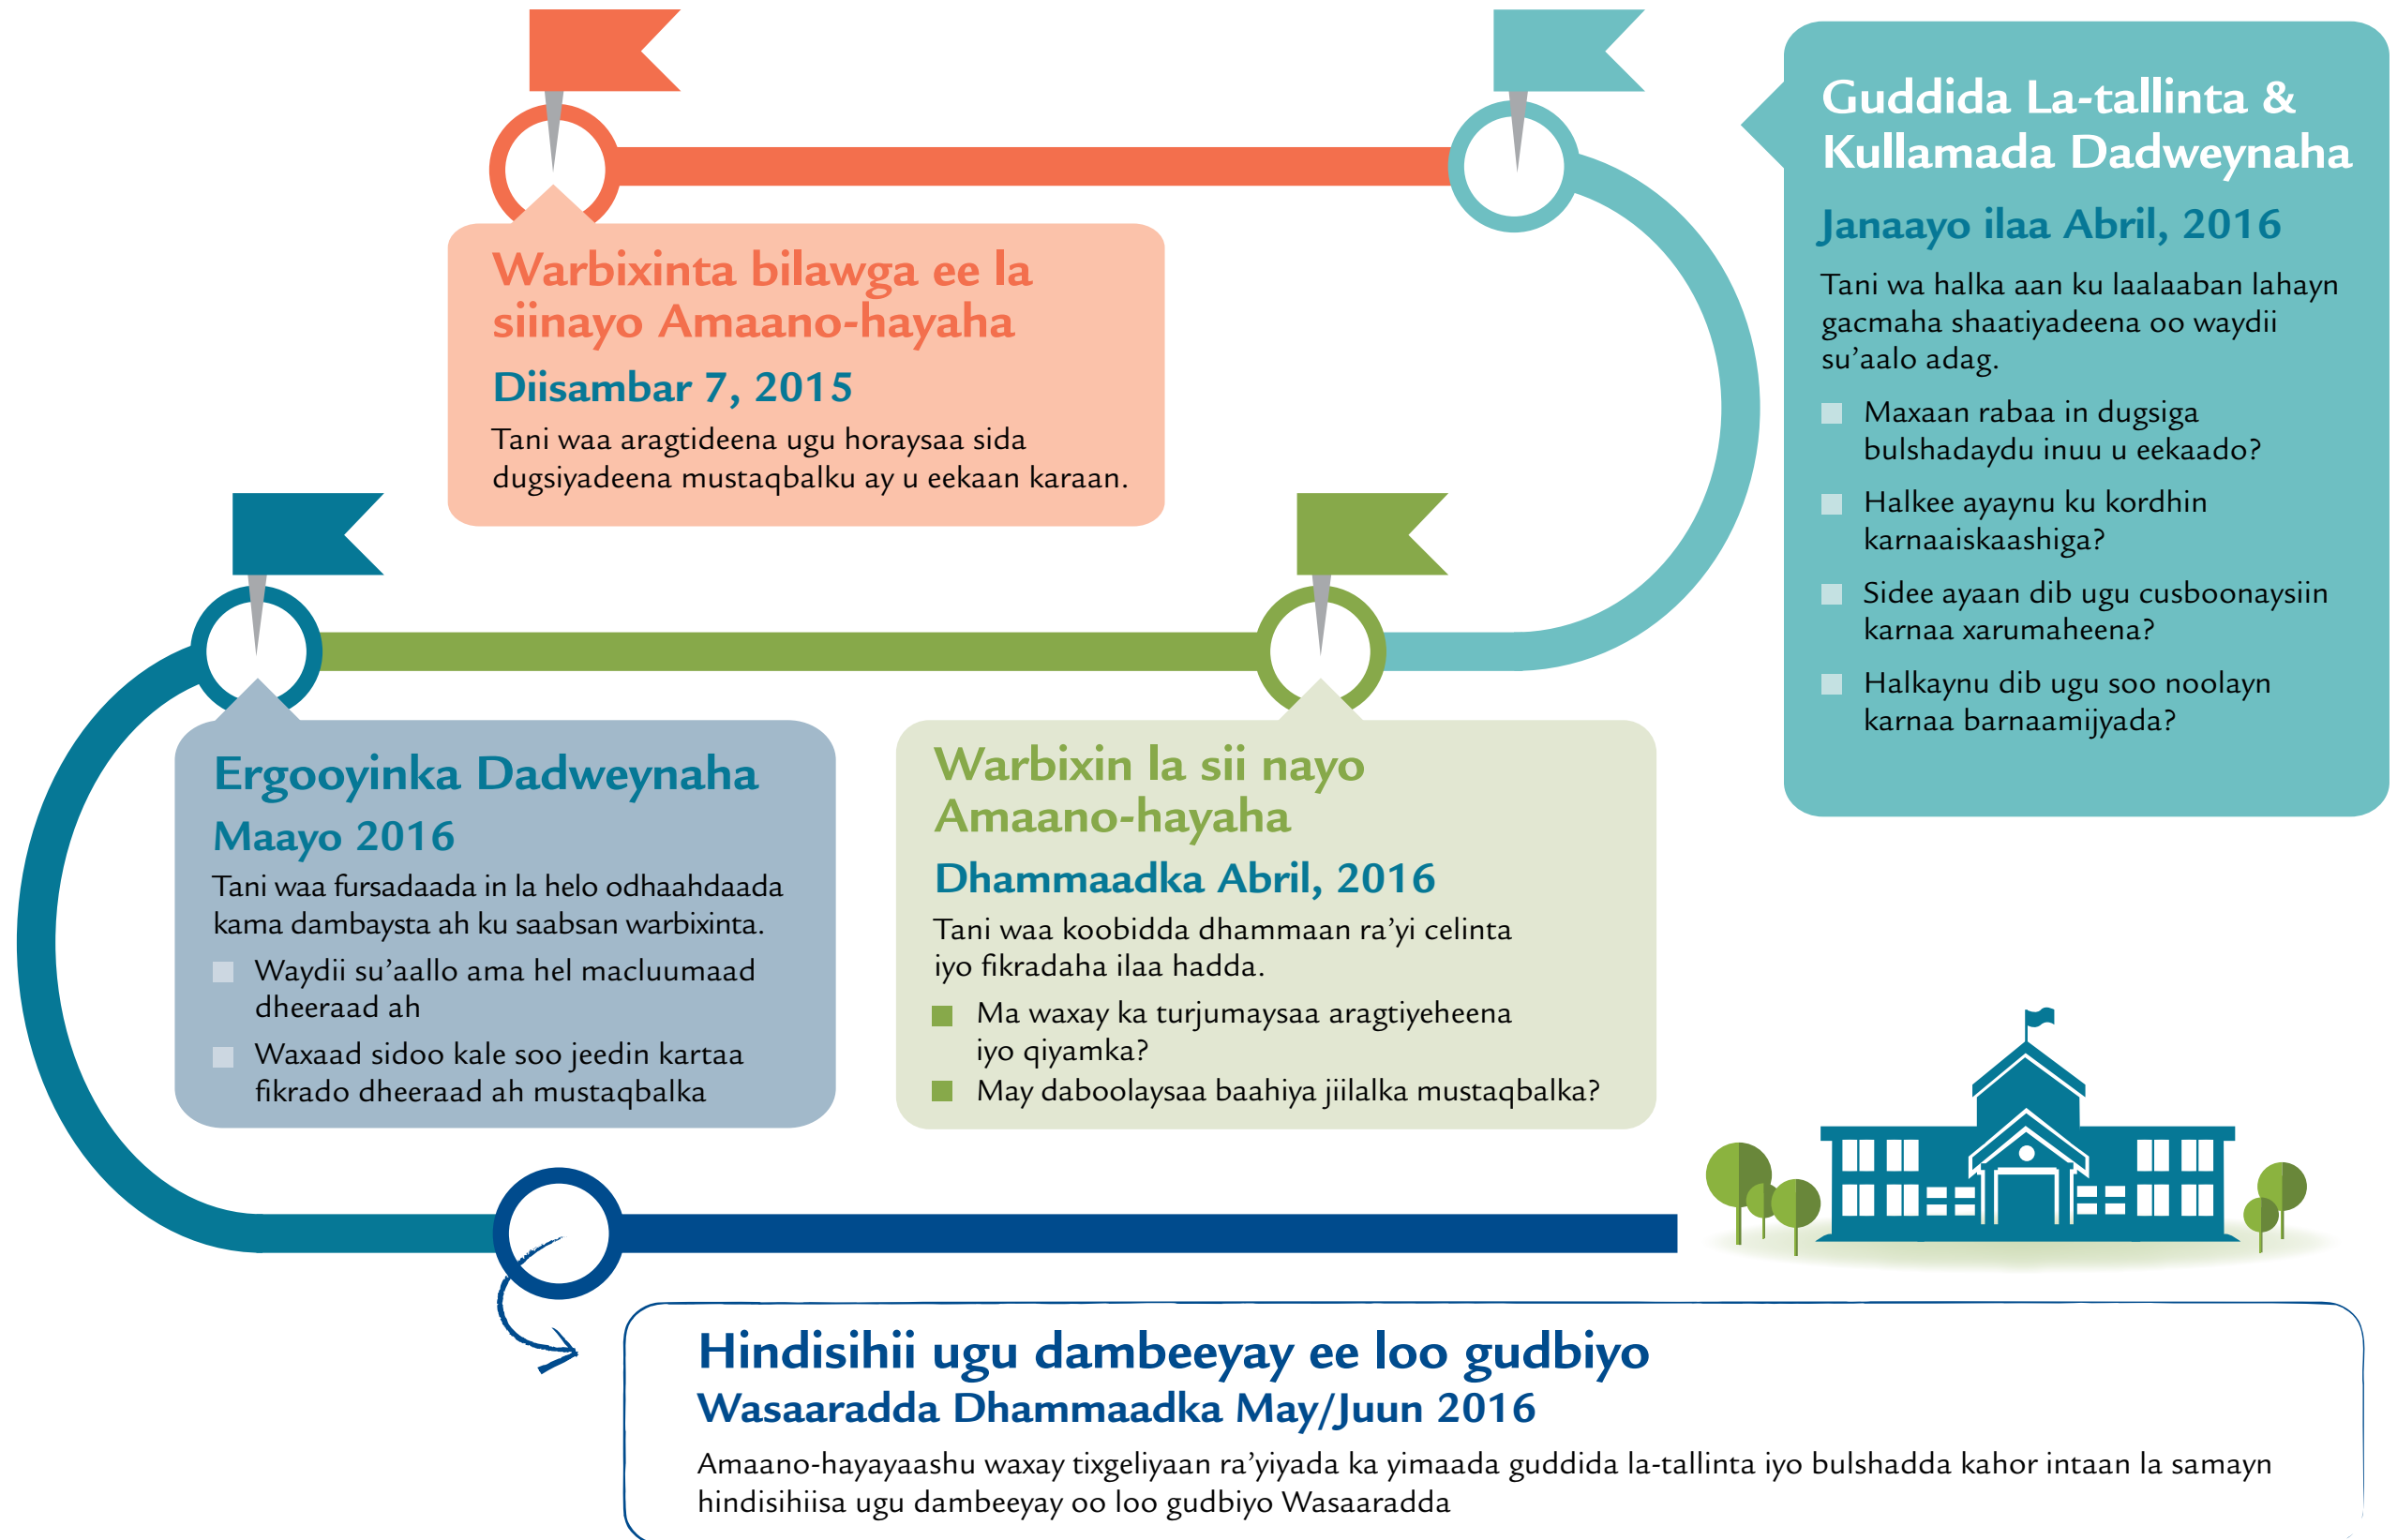 Warbixinta bilawga ee la
siinayo Amaano-hayaha
Diisambar 7, 2015
Tani waa aragtideena ugu horaysaa sida
dugsiyadeena mustaqbalku ay u eekaan karaan.
Guddida La-tallinta &
Kullamada Dadweynaha
Janaayo ilaa Abril, 2016
Tani wa halka aan ku laalaaban lahayn
gacmaha shaatiyadeena oo waydii
su’aalo adag.
Maxaan rabaa in dugsiga
bulshadaydu inuu u eekaado?
Halkee ayaynu ku kordhin
karnaaiskaashiga?
Sidee ayaan dib ugu cusboonaysiin
karnaa xarumaheena?
Halkaynu dib ugu soo noolayn
karnaa barnaamijyada?
Warbixin la sii nayo
Amaano-hayaha
Dhammaadka Abril, 2016
Tani waa koobidda dhammaan ra’yi celinta
iyo fikradaha ilaa hadda.
Ma waxay ka turjumaysaa aragtiyeheena
iyo qiyamka?
May daboolaysaa baahiya jiilalka mustaqbalka?
Ergooyinka Dadweynaha
Maayo 2016
Tani waa fursadaada in la helo odhaahdaada
kama dambaysta ah ku saabsan warbixinta.
Waydii su’aallo ama hel macluumaad
dheeraad ah
Waxaad sidoo kale soo jeedin kartaa
fikrado dheeraad ah mustaqbalka
Hindisihii ugu dambeeyay ee loo gudbiyo
Wasaaradda Dhammaadka May/Juun 2016
Amaano-hayayaashu waxay tixgeliyaan ra’yiyada ka yimaada guddida la-tallinta iyo bulshadda kahor intaan la samayn
hindisihiisa ugu dambeeyay oo loo gudbiyo Wasaaradda